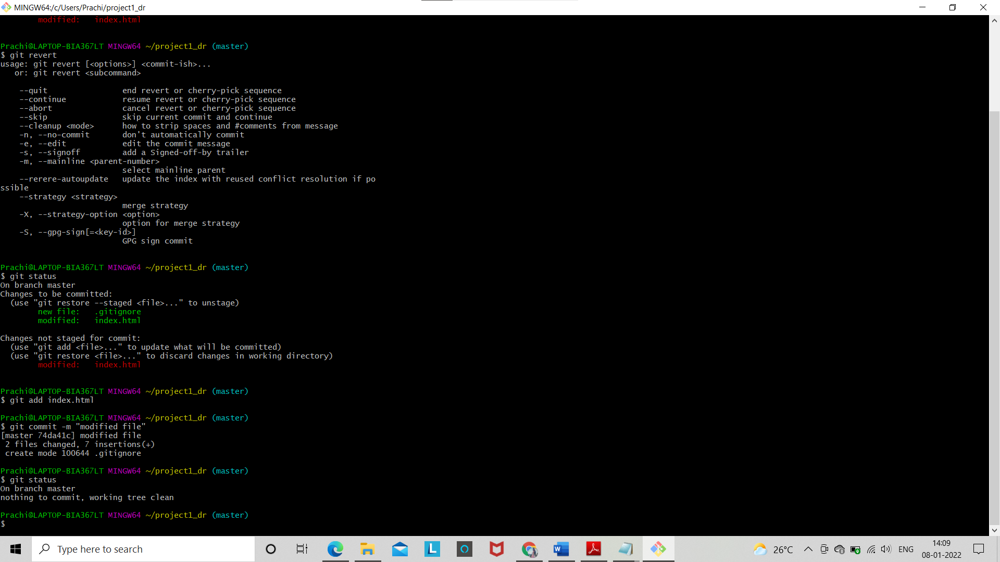 MINGW64:/c/Users/Prachi/project1_dr
        modified:   index.html
Prachi@LAPTOP-BIA367LT MINGW64 ~/project1_dr (master)
$ git revert
usage: git revert [<options>] <commit-ish>...
   or: git revert <subcommand>
    --quit                end revert or cherry-pick sequence
    --continue            resume revert or cherry-pick sequence
    --abort               cancel revert or cherry-pick sequence
    --skip                skip current commit and continue
    --cleanup <mode>      how to strip spaces and #comments from message
    -n, --no-commit       don't automatically commit
    -e, --edit            edit the commit message
    -s, --signoff         add a Signed-off-by trailer
    -m, --mainline <parent-number>
                          select mainline parent
    --rerere-autoupdate   update the index with reused conflict resolution if po
ssible
    --strategy <strategy>
                          merge strategy
    -X, --strategy-option <option>
                          option for merge strategy
    -S, --gpg-sign[=<key-id>]
                          GPG sign commit
Prachi@LAPTOP-BIA367LT MINGW64 ~/project1_dr (master)
$ git status
On branch master
Changes to be committed:
  (use "git restore --staged <file>..." to unstage)
        new file:   .gitignore
        modified:   index.html
Changes not staged for commit:
  (use "git add <file>..." to update what will be committed)
  (use "git restore <file>..." to discard changes in working directory)
        modified:   index.html
Prachi@LAPTOP-BIA367LT MINGW64 ~/project1_dr (master)
$ git add index.html
Prachi@LAPTOP-BIA367LT MINGW64 ~/project1_dr (master)
$ git commit -m "modified file"
[master 74da41c] modified file
 2 files changed, 7 insertions(+)
 create mode 100644 .gitignore
Prachi@LAPTOP-BIA367LT MINGW64 ~/project1_dr (master)
$ git status
On branch master
nothing to commit, working tree clean
Prachi@LAPTOP-BIA367LT MINGW64 ~/project1_dr (master)
$
Type here to search
L
W
26°C
ENG
14:09
08-01-2022